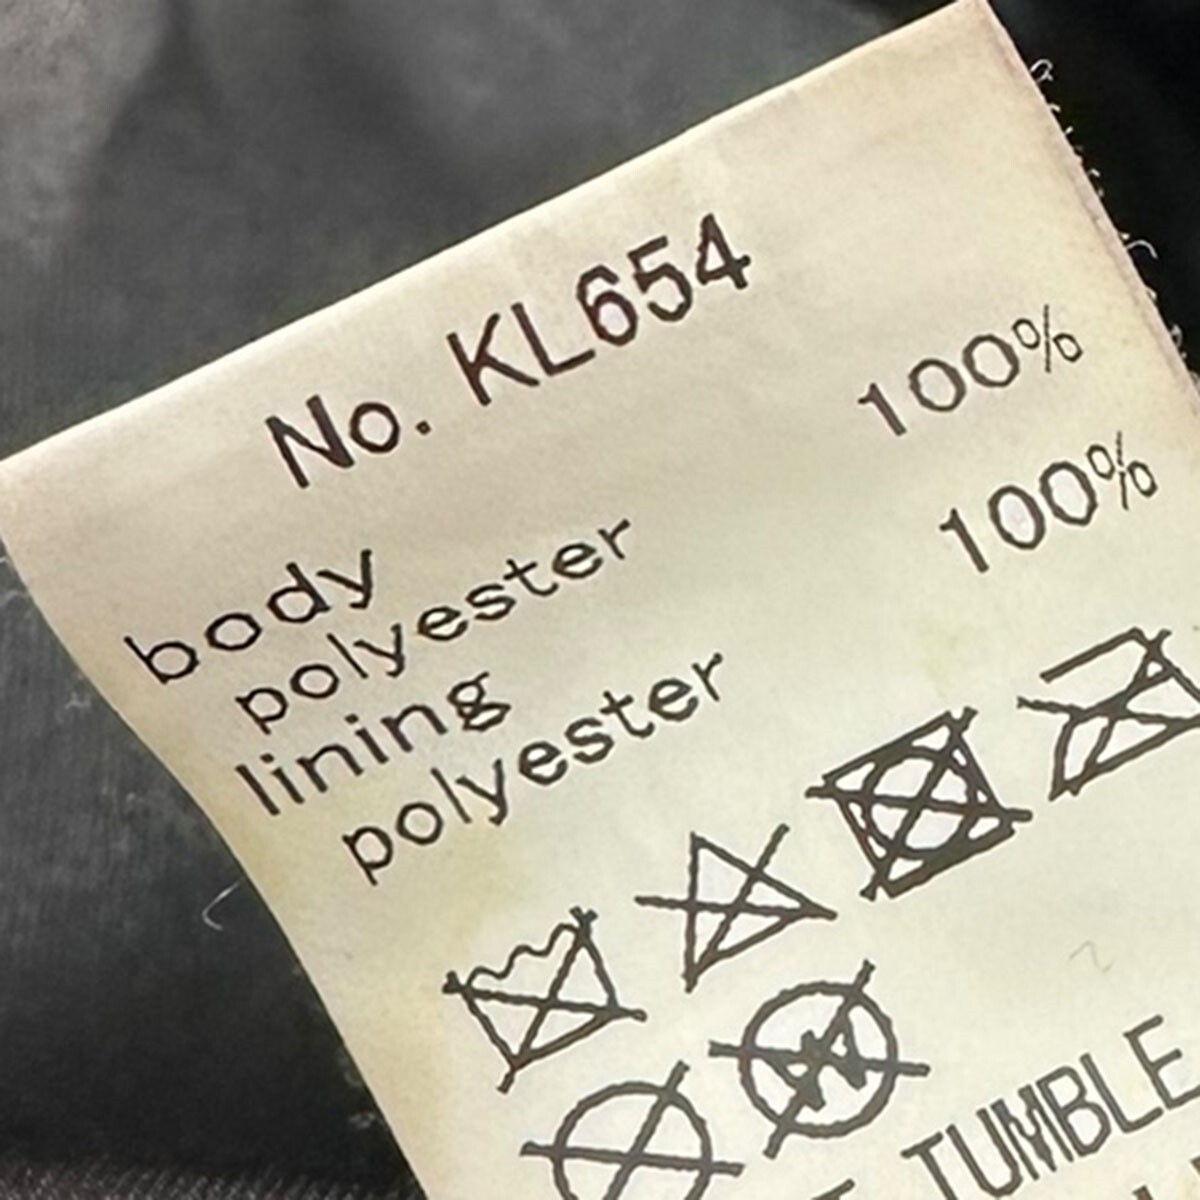 No. KL654
body
polyester 100%
lining
polyester 100%
TUMBLE